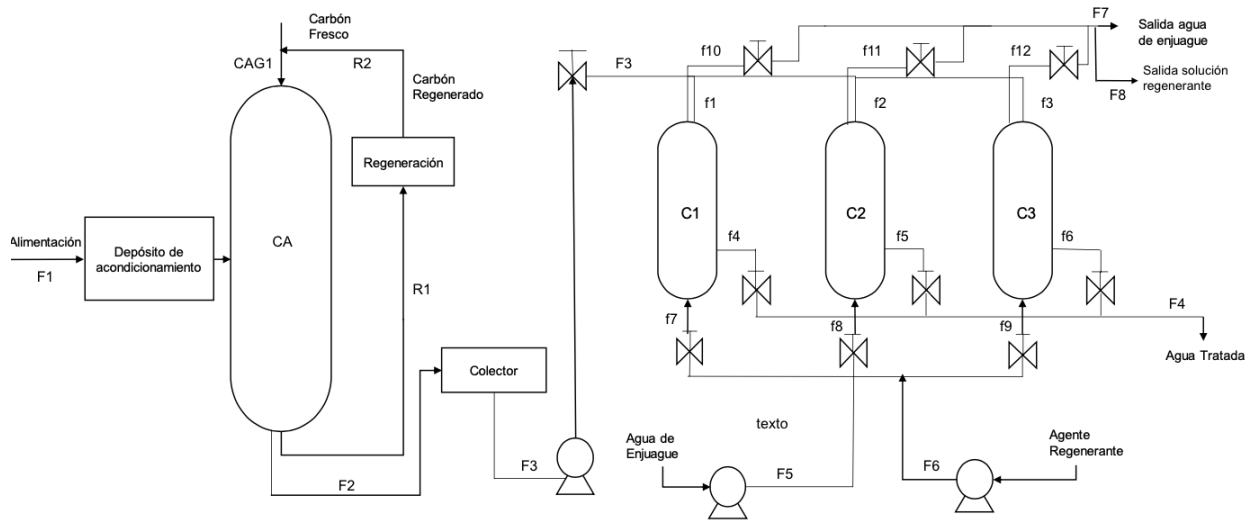 Carbón
Fresco
CAG1
R2
Carbón
Regenerado
Regeneración
Alimentación
F1
Depósito de
acondicionamiento
CA
R1
Colector
F2
F3
F3
f10
f11
f12
F7
Salida agua
de enjuague
Salida solución
regenerante
F8
f1
f2
f3
C1
C2
C3
f4
f5
f6
f7
f8
f9
F4
Agua Tratada
texto
Agua de
Enjuague
F5
F6
Agente
Regenerante